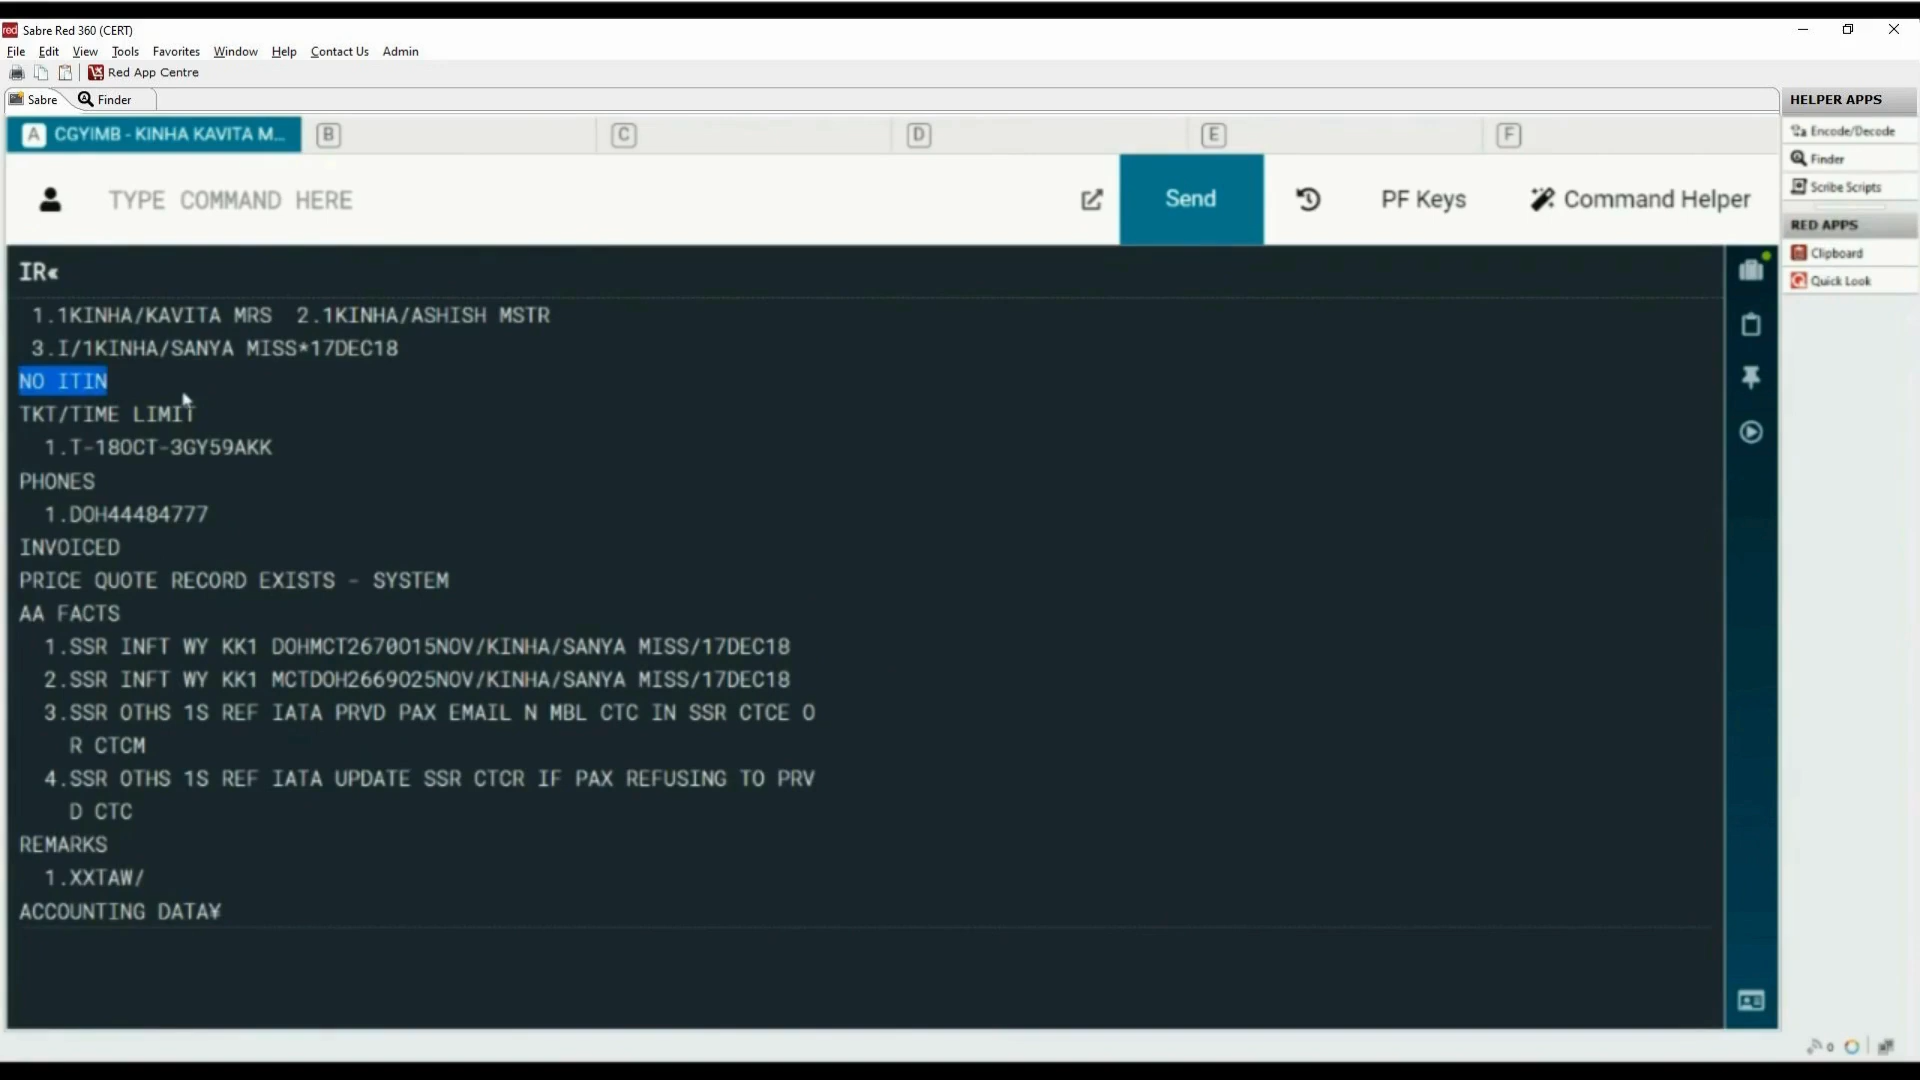 red Sabre Red 360 (CERT)
File Edit View Tools Favorites Window Help Contact Us Admin
Red App Centre
Sabre Finder
HELPER APPS
A CGYIMB - KINHA KAVITA M... B C D E F
Encode/Decode
Finder
Scribe Scripts
TYPE COMMAND HERE Send PF Keys Command Helper
RED APPS
Clipboard
Quick Look
IR«
1.1KINHA/KAVITA MRS 2.1KINHA/ASHISH MSTR
3.I/1KINHA/SANYA MISS*17DEC18
NO ITIN
TKT/TIME LIMIT
1.T-18OCT-3GY59AKK
PHONES
1.DOH44484777
INVOICED
PRICE QUOTE RECORD EXISTS - SYSTEM
AA FACTS
1.SSR INFT WY KK1 DOHMCT2670O15NOV/KINHA/SANYA MISS/17DEC18
2.SSR INFT WY KK1 MCTDOH2669O25NOV/KINHA/SANYA MISS/17DEC18
3.SSR OTHS 1S REF IATA PRVD PAX EMAIL N MBL CTC IN SSR CTCE O
R CTCM
4.SSR OTHS 1S REF IATA UPDATE SSR CTCR IF PAX REFUSING TO PRV
D CTC
REMARKS
1.XXTAW/
ACCOUNTING DATA¥
0